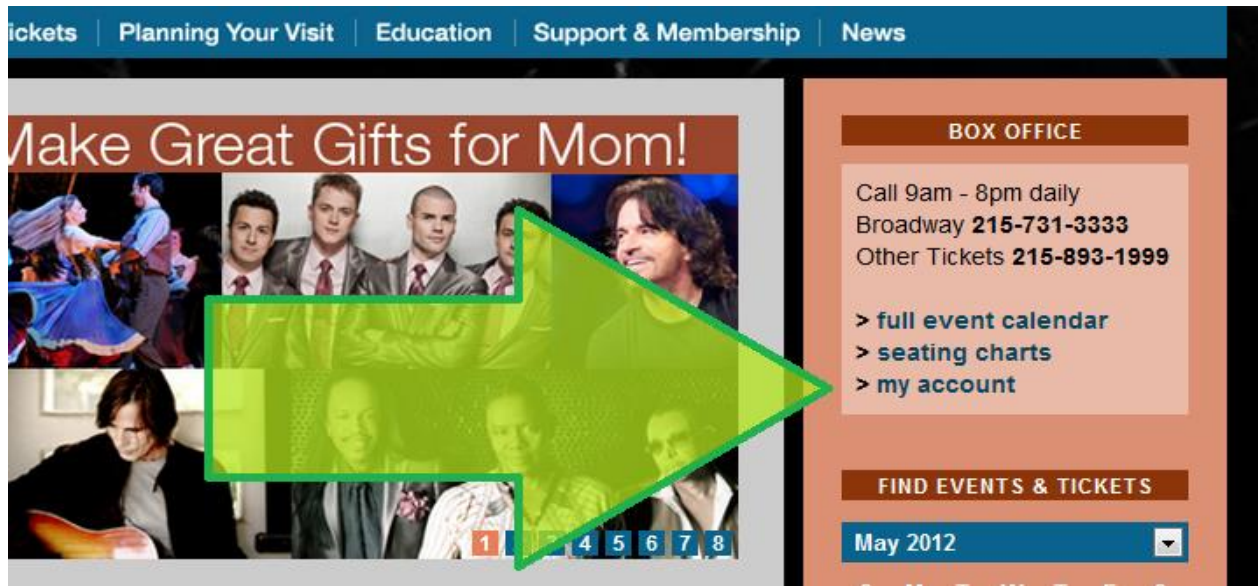 ickets | Planning Your Visit | Education | Support & Membership | News
Make Great Gifts for Mom!
1 3 4 5 6 7 8
BOX OFFICE
Call 9am - 8pm daily
Broadway 215-731-3333
Other Tickets 215-893-1999
> full event calendar
> seating charts
> my account
FIND EVENTS & TICKETS
May 2012